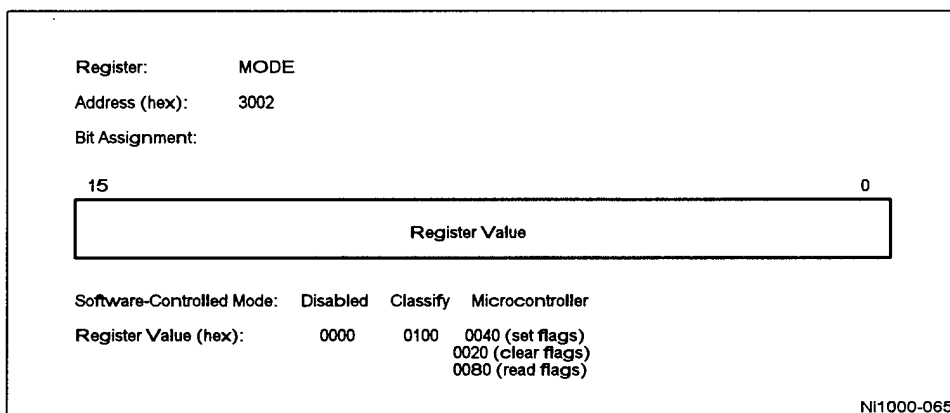 Register: MODE
Address (hex): 3002
Bit Assignment:
15 0
Register Value
Software-Controlled Mode: Disabled Classify Microcontroller
Register Value (hex): 0000 0100 0040 (set flags)
0020 (clear flags)
0080 (read flags)
Ni1000-065